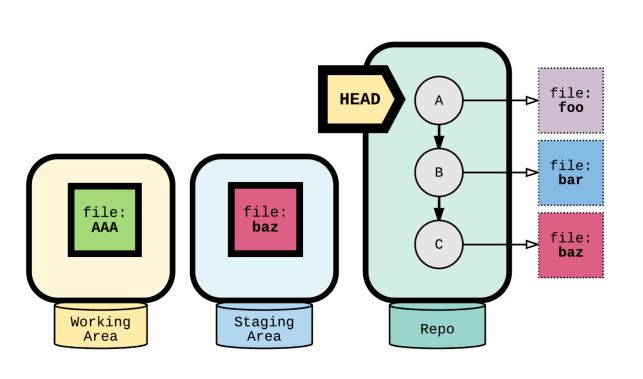 HEAD
A
file:
foo
B
file:
bar
C
file:
baz
file:
AAA
file:
baz
Working
Area
Staging
Area
Repo